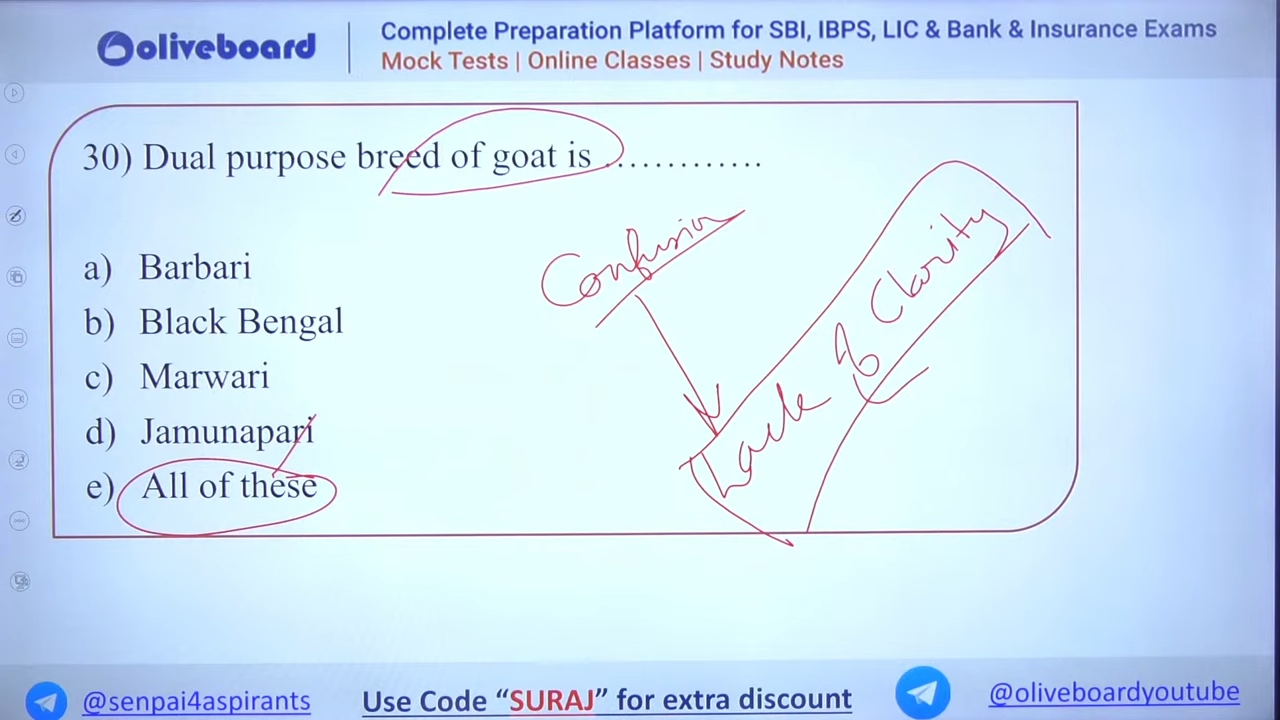 oliveboard
Complete Preparation Platform for SBI, IBPS, LIC & Bank & Insurance Exams
Mock Tests | Online Classes | Study Notes
30) Dual purpose breed of goat is .............
a) Barbari
b) Black Bengal
c) Marwari
d) Jamunapari
e) All of these
Confusion
Lack of Clarity
@senpai4aspirants
Use Code “SURAJ” for extra discount
@oliveboardyoutube